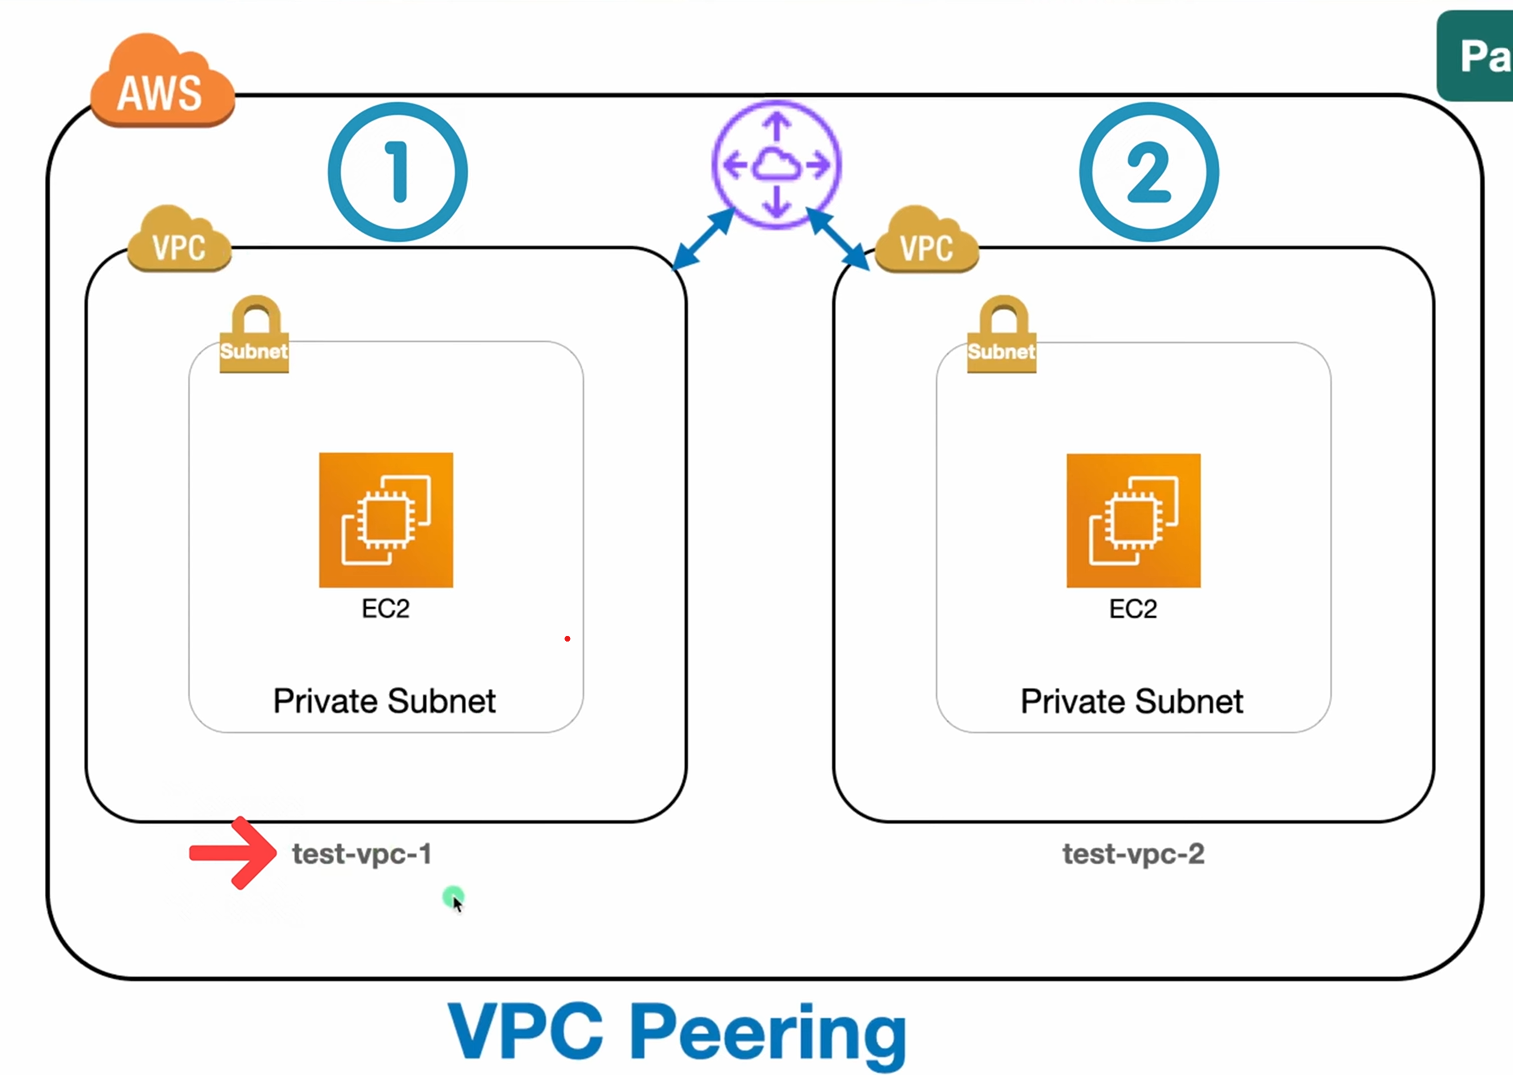 Pa
AWS
1
2
VPC
VPC
Subnet
Subnet
EC2
EC2
Private Subnet
Private Subnet
test-vpc-1
test-vpc-2
VPC Peering